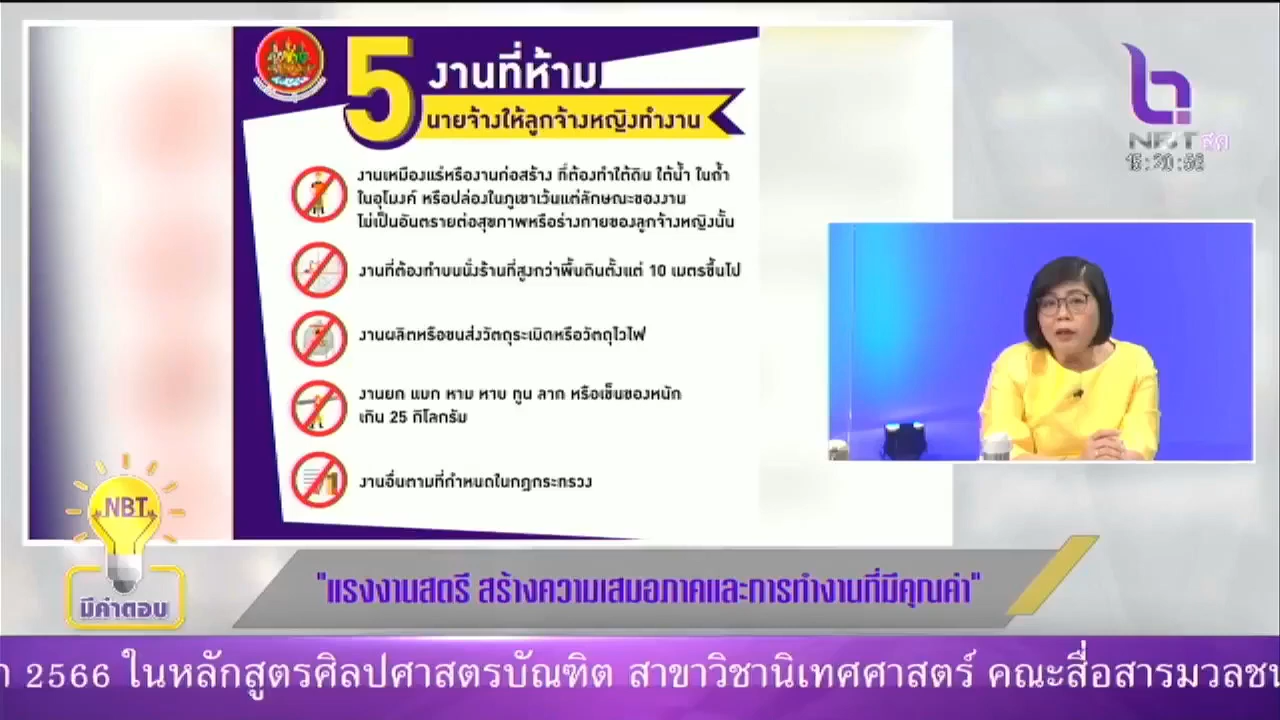 5 งานที่ห้าม
นายจ้างให้ลูกจ้างหญิงทำงาน
งานเหมืองแร่หรืองานก่อสร้าง ที่ต้องทำใต้ดิน ใต้น้ำ ในถ้ำ
ในอุโมงค์ หรือปล่องในภูเขาเว้นแต่ลักษณะของงาน
ไม่เป็นอันตรายต่อสุขภาพหรือร่างกายของลูกจ้างหญิงนั้น
งานที่ต้องทำบนนั่งร้านที่สูงกว่าพื้นดินตั้งแต่ 10 เมตรขึ้นไป
งานผลิตหรือขนส่งวัตถุระเบิดหรือวัตถุไวไฟ
งานยก แบก หาม หาบ ทูน ลาก หรือเข็นของหนัก
เกิน 25 กิโลกรัม
งานอื่นตามที่กำหนดในกฎกระทรวง
NBT สด
15:20:56
NBT
มีคำตอบ
"แรงงานสตรี สร้างความเสมอภาคและการทำงานที่มีคุณค่า"
2566 ในหลักสูตรศิลปศาสตรบัณฑิต สาขาวิชานิเทศศาสตร์ คณะสื่อสารมวลชน